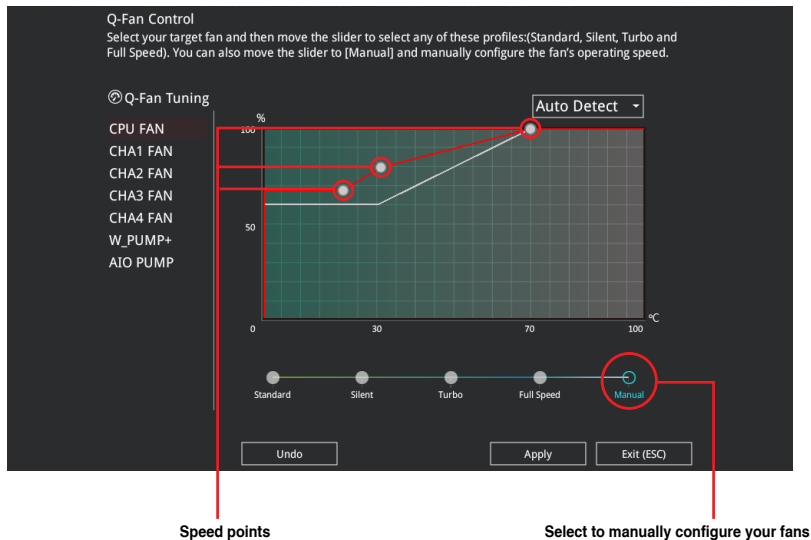 Q-Fan Control
Select your target fan and then move the slider to select any of these profiles:(Standard, Silent, Turbo and
Full Speed). You can also move the slider to [Manual] and manually configure the fan's operating speed.
Q-Fan Tuning
Auto Detect
CPU FAN
CHA1 FAN
CHA2 FAN
CHA3 FAN
CHA4 FAN
W_PUMP+
AIO PUMP
%
100
50
0 30 70 100 °C
Standard Silent Turbo Full Speed Manual
Undo Apply Exit (ESC)
Speed points Select to manually configure your fans